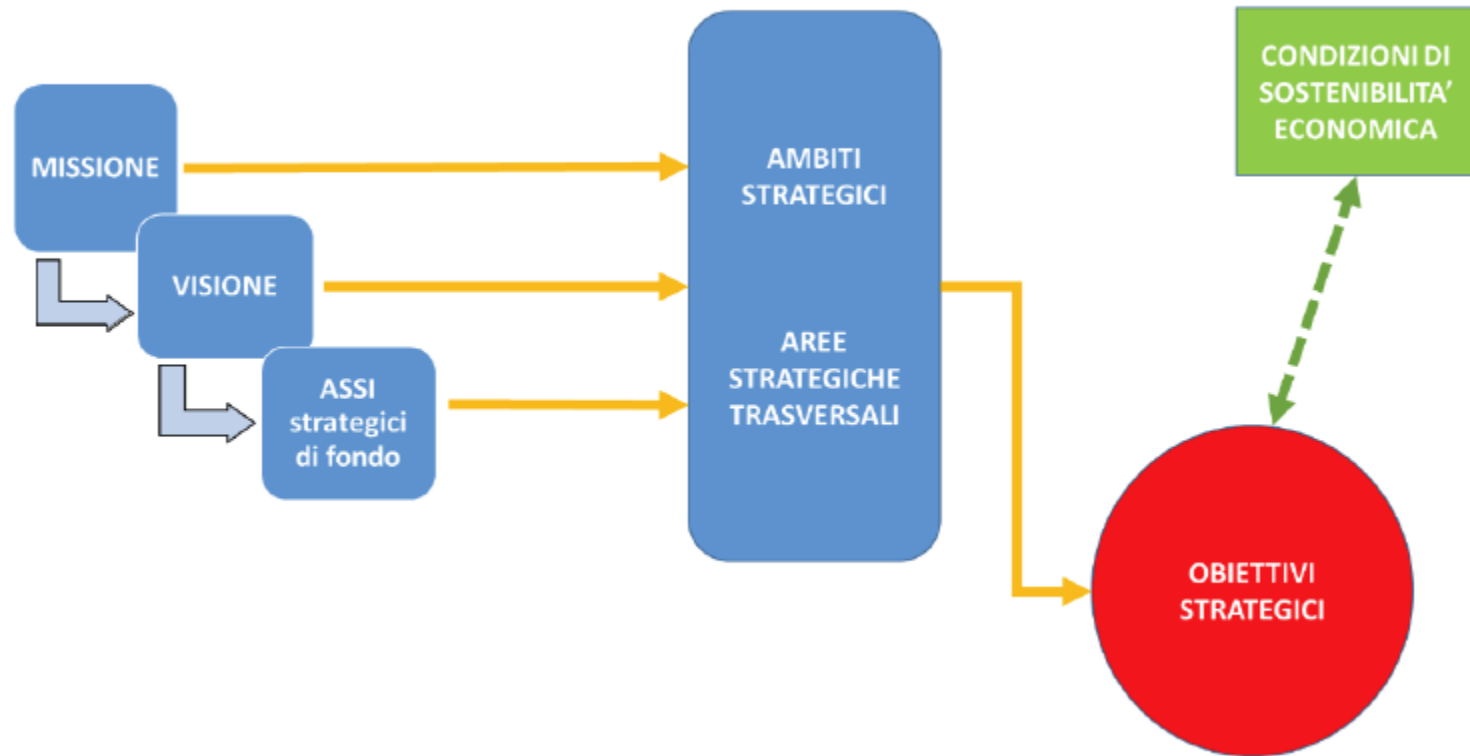 MISSIONE
VISIONE
ASSI
strategici
di fondo
AMBITI
STRATEGICI
AREE
STRATEGICHE
TRASVERSALI
CONDIZIONI DI
SOSTENIBILITA'
ECONOMICA
OBIETTIVI
STRATEGICI